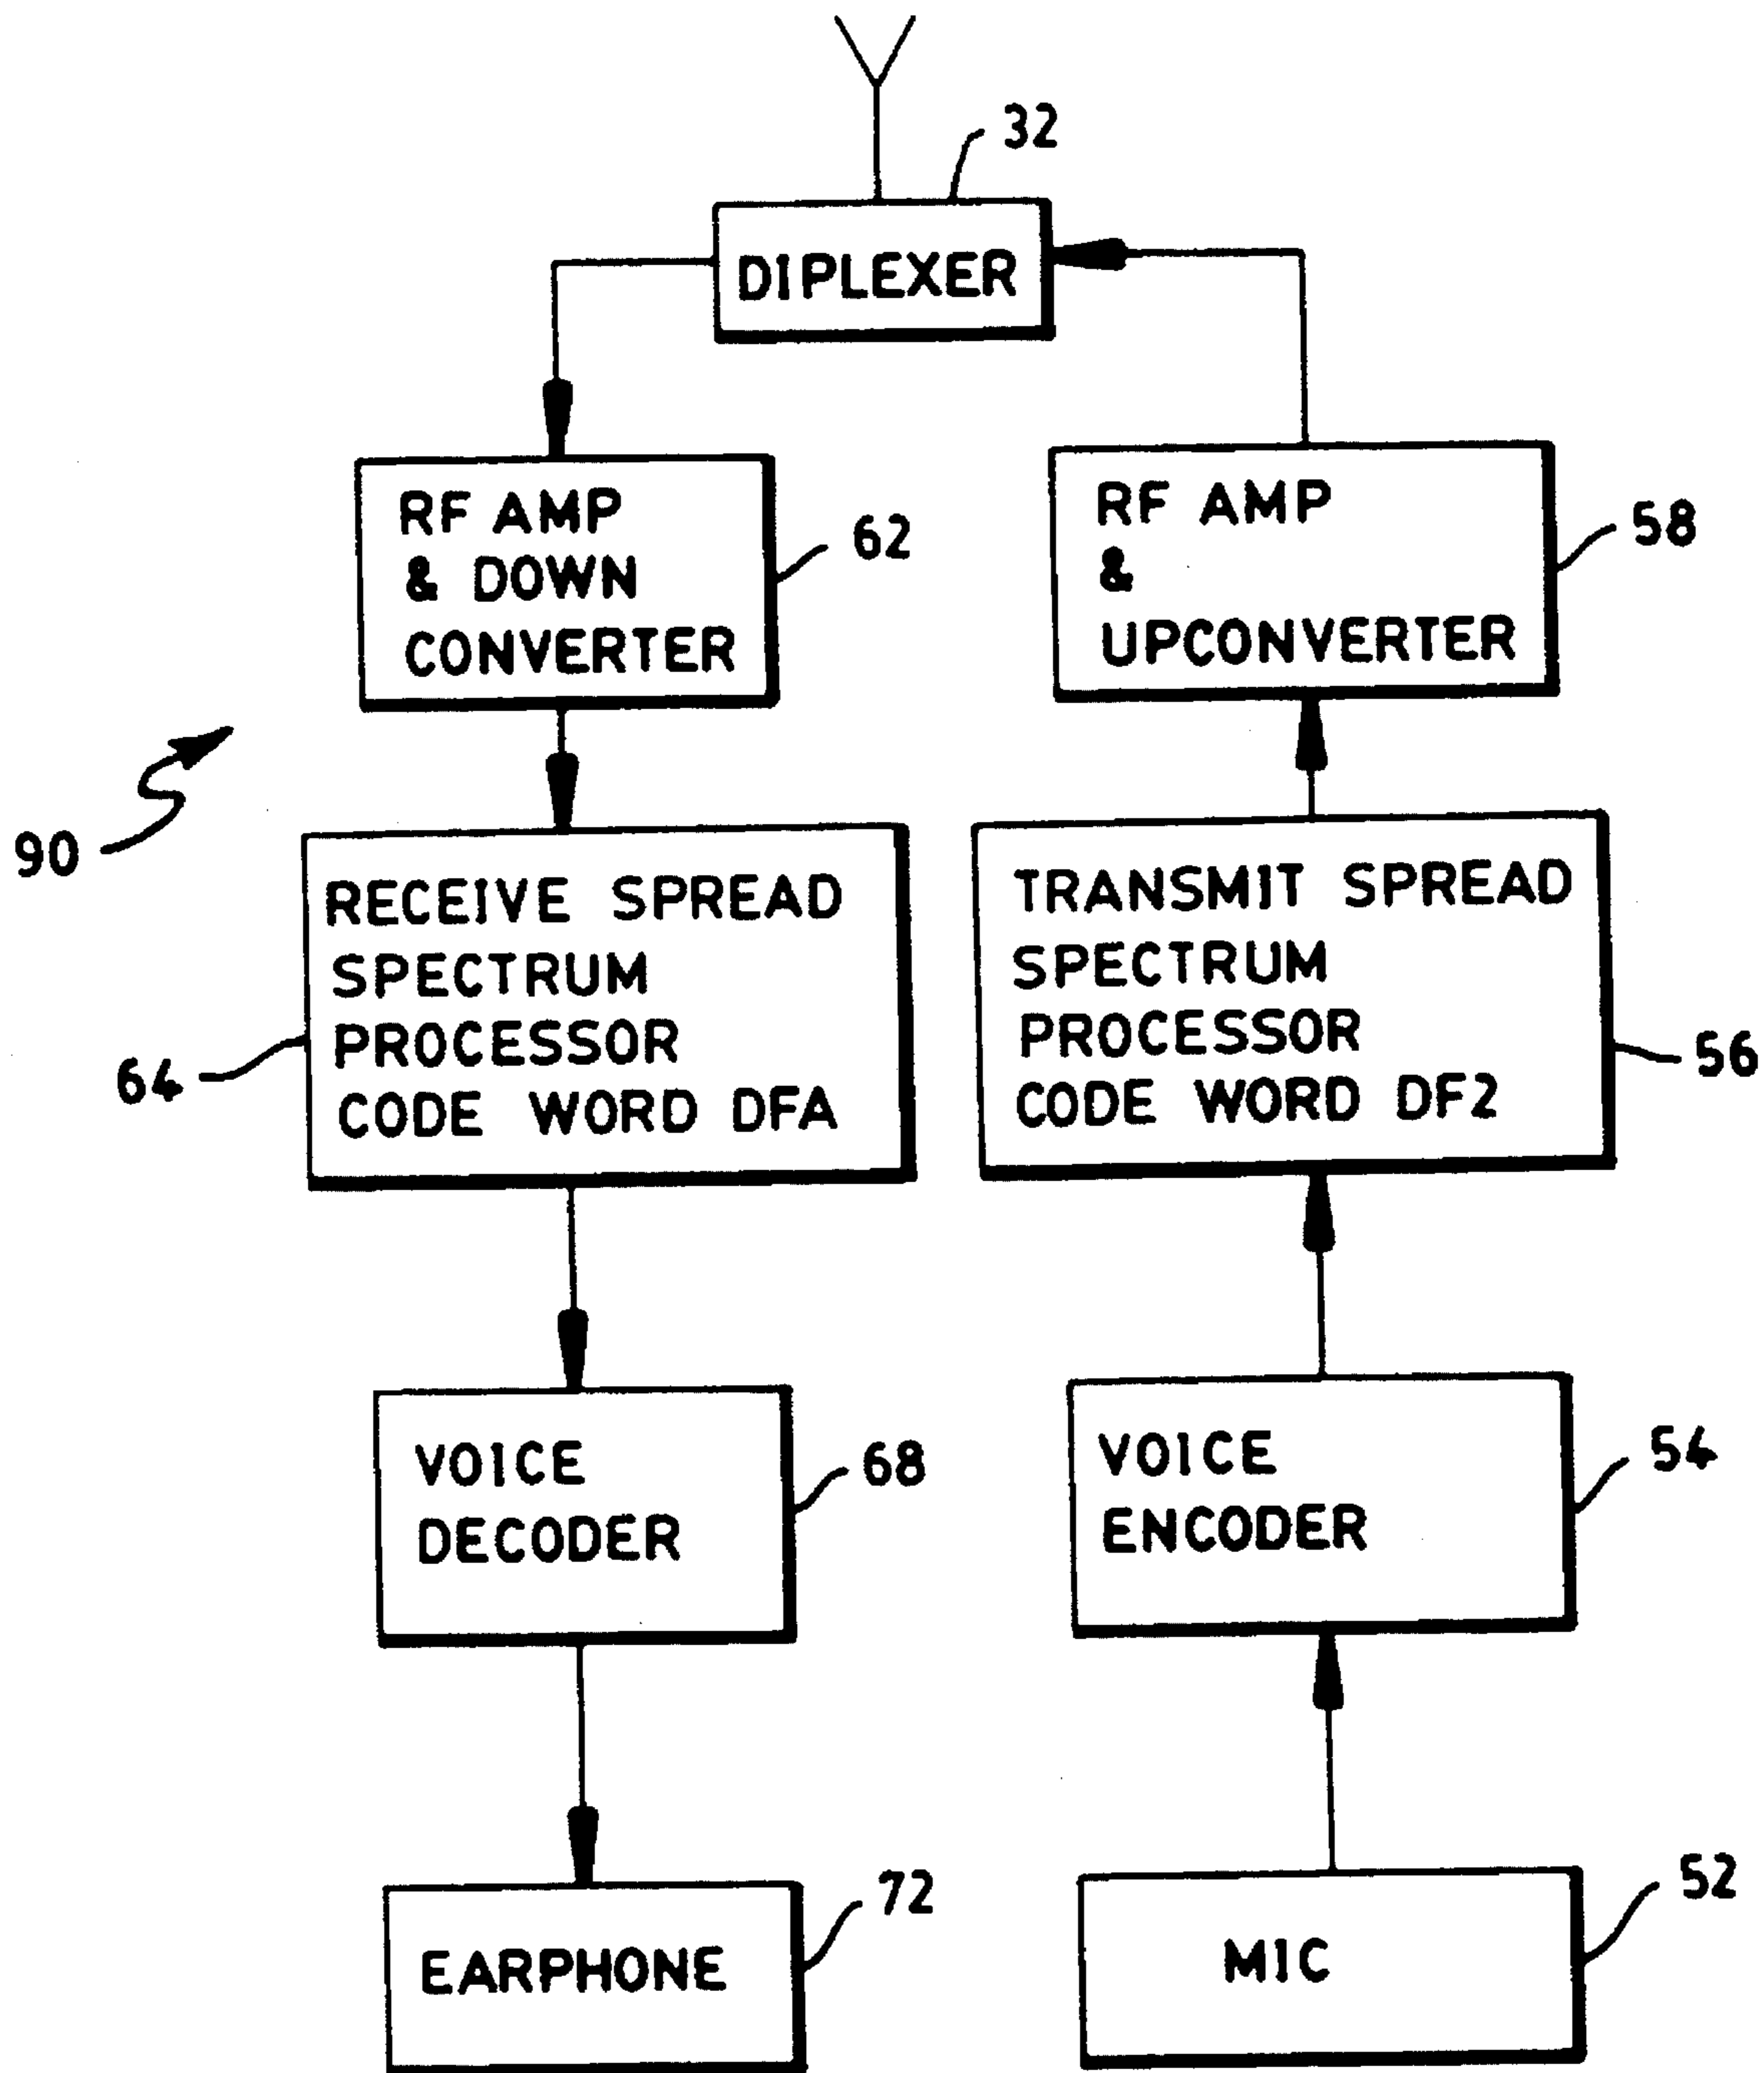 32
DIPLEXER
RF AMP
& DOWN
CONVERTER
62
RF AMP
&
UPCONVERTER
58
90
RECEIVE SPREAD
SPECTRUM
PROCESSOR
CODE WORD DFA
64
TRANSMIT SPREAD
SPECTRUM
PROCESSOR
CODE WORD DF2
56
VOICE
DECODER
68
VOICE
ENCODER
54
EARPHONE
72
MIC
52